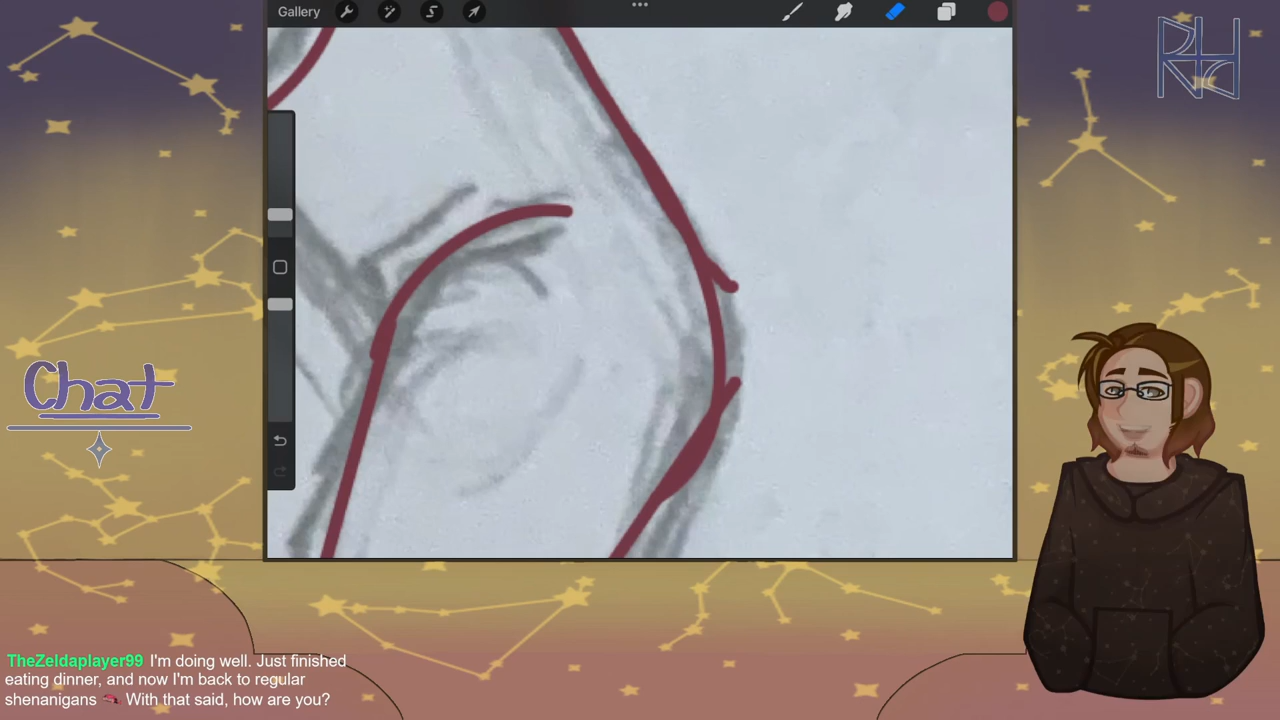 Gallery
Chat
TheZeldaplayer99 I'm doing well. Just finished
eating dinner, and now I'm back to regular
shenanigans With that said, how are you?